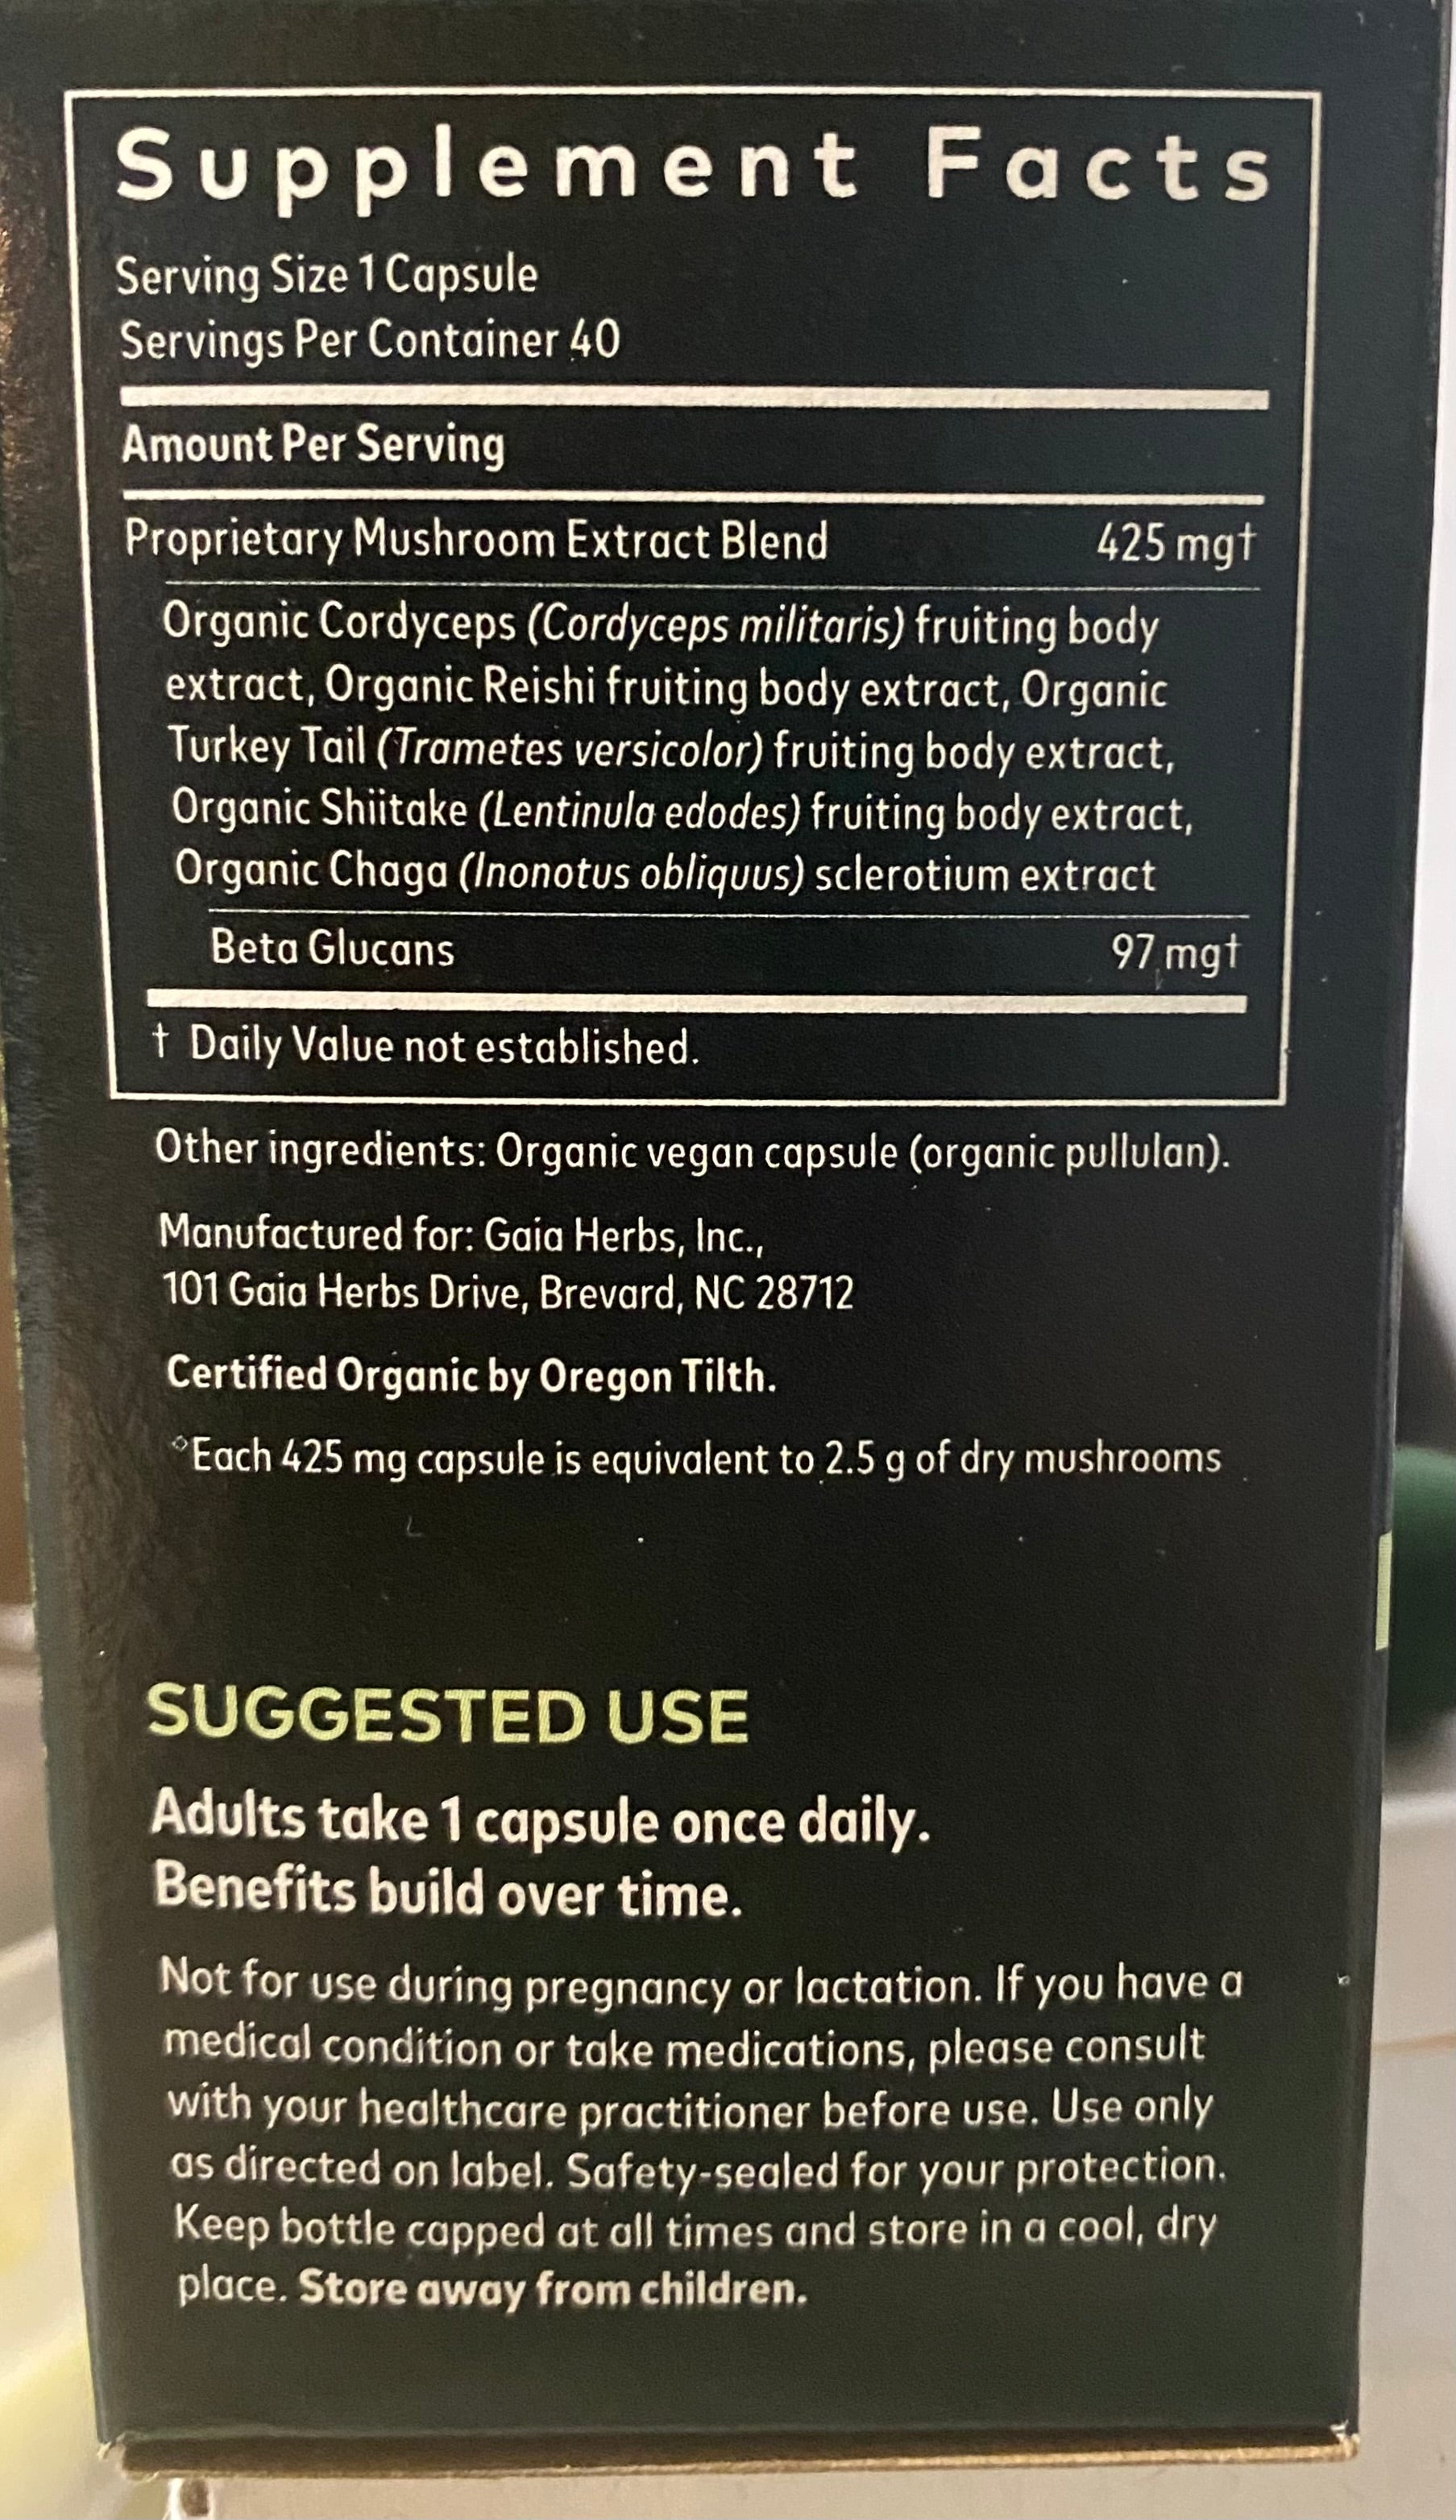 Supplement Facts
Serving Size 1 Capsule
Servings Per Container 40
Amount Per Serving
Proprietary Mushroom Extract Blend 425 mg†
Organic Cordyceps (Cordyceps militaris) fruiting body
extract, Organic Reishi fruiting body extract, Organic
Turkey Tail (Trametes versicolor) fruiting body extract,
Organic Shiitake (Lentinula edodes) fruiting body extract,
Organic Chaga (Inonotus obliquus) sclerotium extract
Beta Glucans 97 mg†
† Daily Value not established.
Other ingredients: Organic vegan capsule (organic pullulan).
Manufactured for: Gaia Herbs, Inc.,
101 Gaia Herbs Drive, Brevard, NC 28712
Certified Organic by Oregon Tilth.
◊Each 425 mg capsule is equivalent to 2.5 g of dry mushrooms
SUGGESTED USE
Adults take 1 capsule once daily.
Benefits build over time.
Not for use during pregnancy or lactation. If you have a
medical condition or take medications, please consult
with your healthcare practitioner before use. Use only
as directed on label. Safety-sealed for your protection.
Keep bottle capped at all times and store in a cool, dry
place. Store away from children.